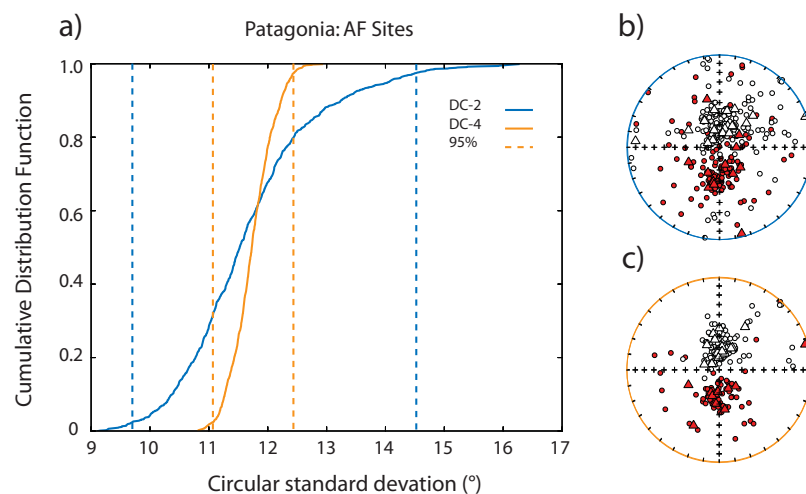 a)
Patagonia: AF Sites
b)
1.0
0.8
0.6
0.4
0.2
0
Cumulative Distribution Function
DC-2
DC-4
95%
9 10 11 12 13 14 15 16 17
Circular standard devation (°)
c)